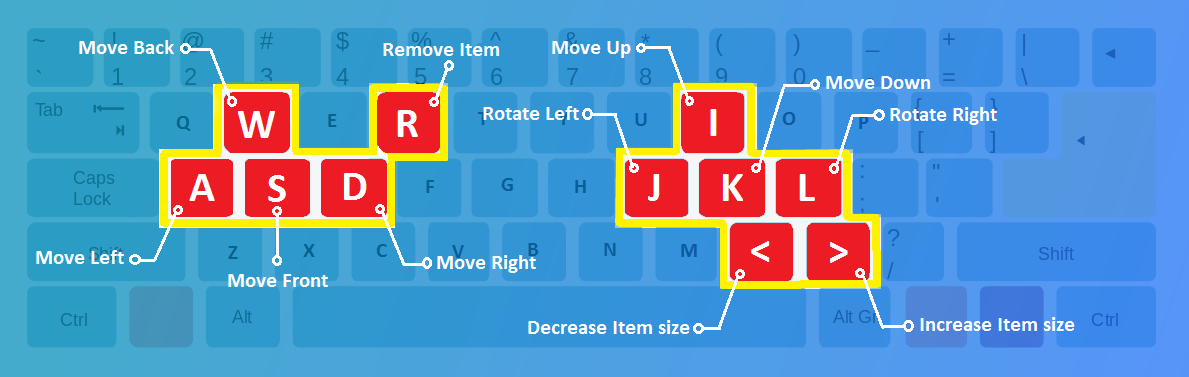 ~ ! @ # $ % ^ & * ( ) _ + |
Move Back
Remove Item
Move Up
` 1 2 3 4 5 6 7 8 9 0 = \
Move Down
Tab Q W E R T U I O P [ ]
Rotate Left
Rotate Right
[ ]
Caps
Lock
A S D F G H J K L : "
; '
Shift Z X C V B N M < > ? Shift
/
Move Left
Move Front
Move Right
Ctrl Alt Alt Gr Ctrl
Decrease Item size
Increase Item size